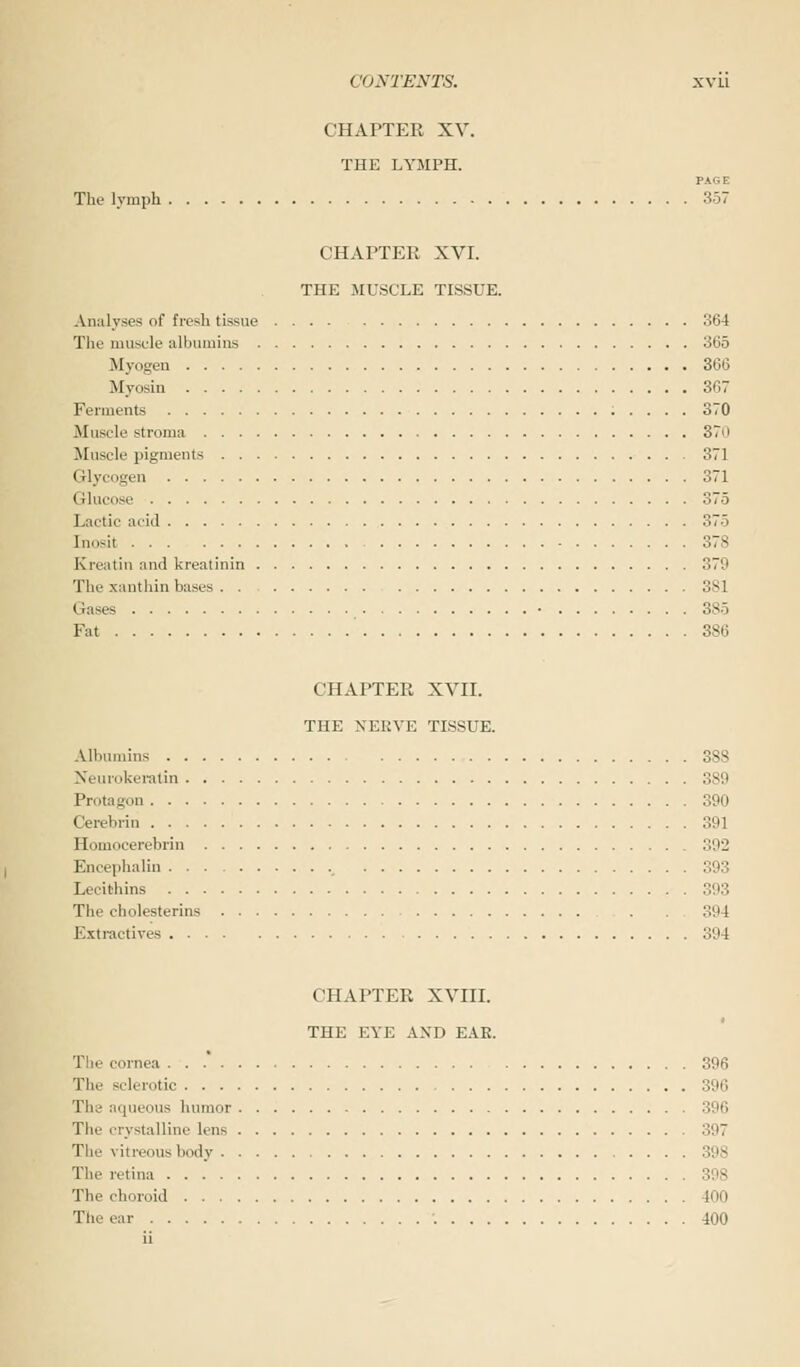 CONTENTS. xvii
CHAPTER XV.
THE LYMPH.
PAGE
The lymph . . . . . . . . . . 357
CHAPTER XVI.
THE MUSCLE TISSUE.
Analyses of fresh tissue . . . . . . . . . . 364
The muscle albumins . . . . . . . . . . 365
Myogen . . . . . . . . . . 366
Myosin . . . . . . . . . . 367
Ferments . . . . . . . . . . 370
Muscle stroma . . . . . . . . . . 370
Muscle pigments . . . . . . . . . . 371
Glycogen . . . . . . . . . . 371
Glucose . . . . . . . . . . 375
Lactic acid . . . . . . . . . . 375
Inosit . . . . . . . . . . 378
Kreatin and kreatinin . . . . . . . . . . 379
The xanthin bases . . . . . . . . . . 381
Gases . . . . . . . . . . 385
Fat . . . . . . . . . . 386
CHAPTER XVII.
THE NERVE TISSUE.
Albumins . . . . . . . . . . 388
Neurokeratin . . . . . . . . . . 389
Protagon . . . . . . . . . . 390
Cerebrin . . . . . . . . . . 391
Homocerebrin . . . . . . . . . . 392
Encephalin . . . . . . . . . . 393
Lecithins . . . . . . . . . . 393
The cholesterins . . . . . . . . . . 394
Extractives . . . . . . . . . . 394
CHAPTER XVIII.
THE EYE AND EAR.
The cornea . . . . . . . . . . 396
The sclerotic . . . . . . . . . . 396
The aqueous humor . . . . . . . . . . 396
The crystalline lens . . . . . . . . . . 397
The vitreous body . . . . . . . . . . 398
The retina . . . . . . . . . . 398
The choroid . . . . . . . . . . 400
The ear . . . . . . . . . . 400
ii